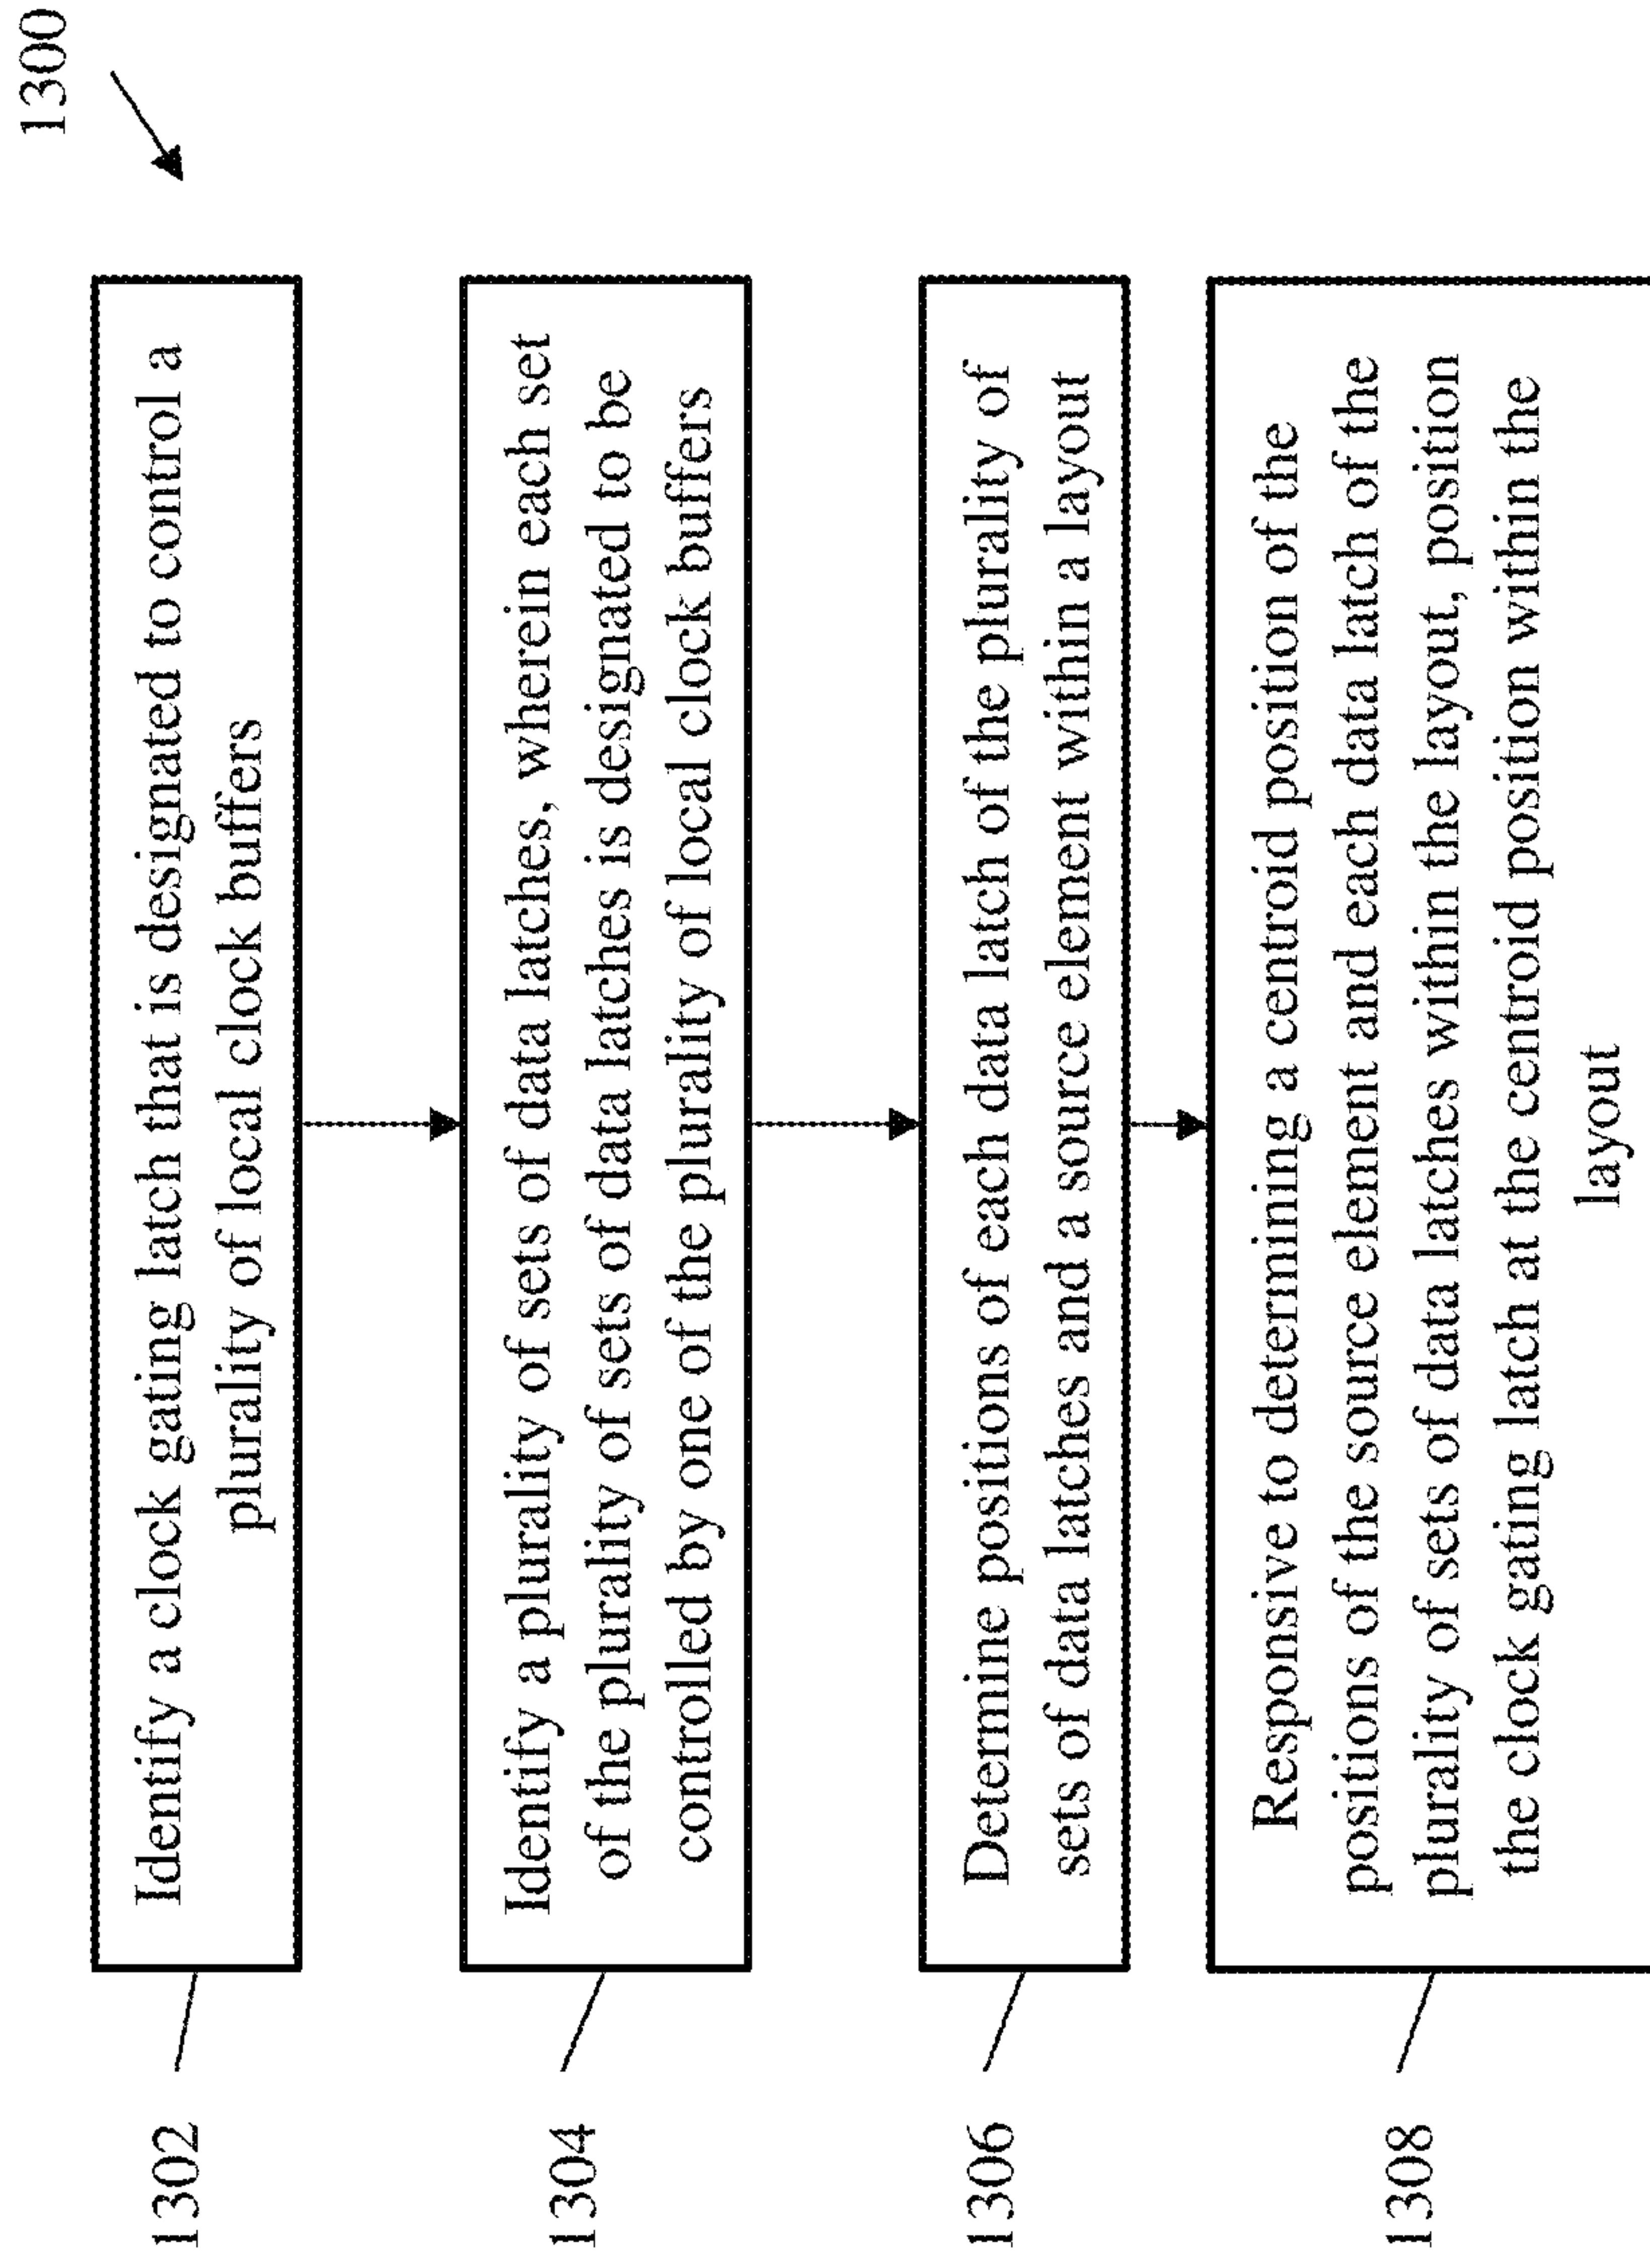 1300
1302
Identify a clock gating latch that is designated to control a
plurality of local clock buffers
1304
Identify a plurality of sets of data latches, wherein each set
of the plurality of sets of data latches is designated to be
controlled by one of the plurality of local clock buffers
1306
Determine positions of each data latch of the plurality of
sets of data latches and a source element within a layout
1308
Responsive to determining a centroid position of the
positions of the source element and each data latch of the
plurality of sets of data latches within the layout, position
the clock gating latch at the centroid position within the
layout